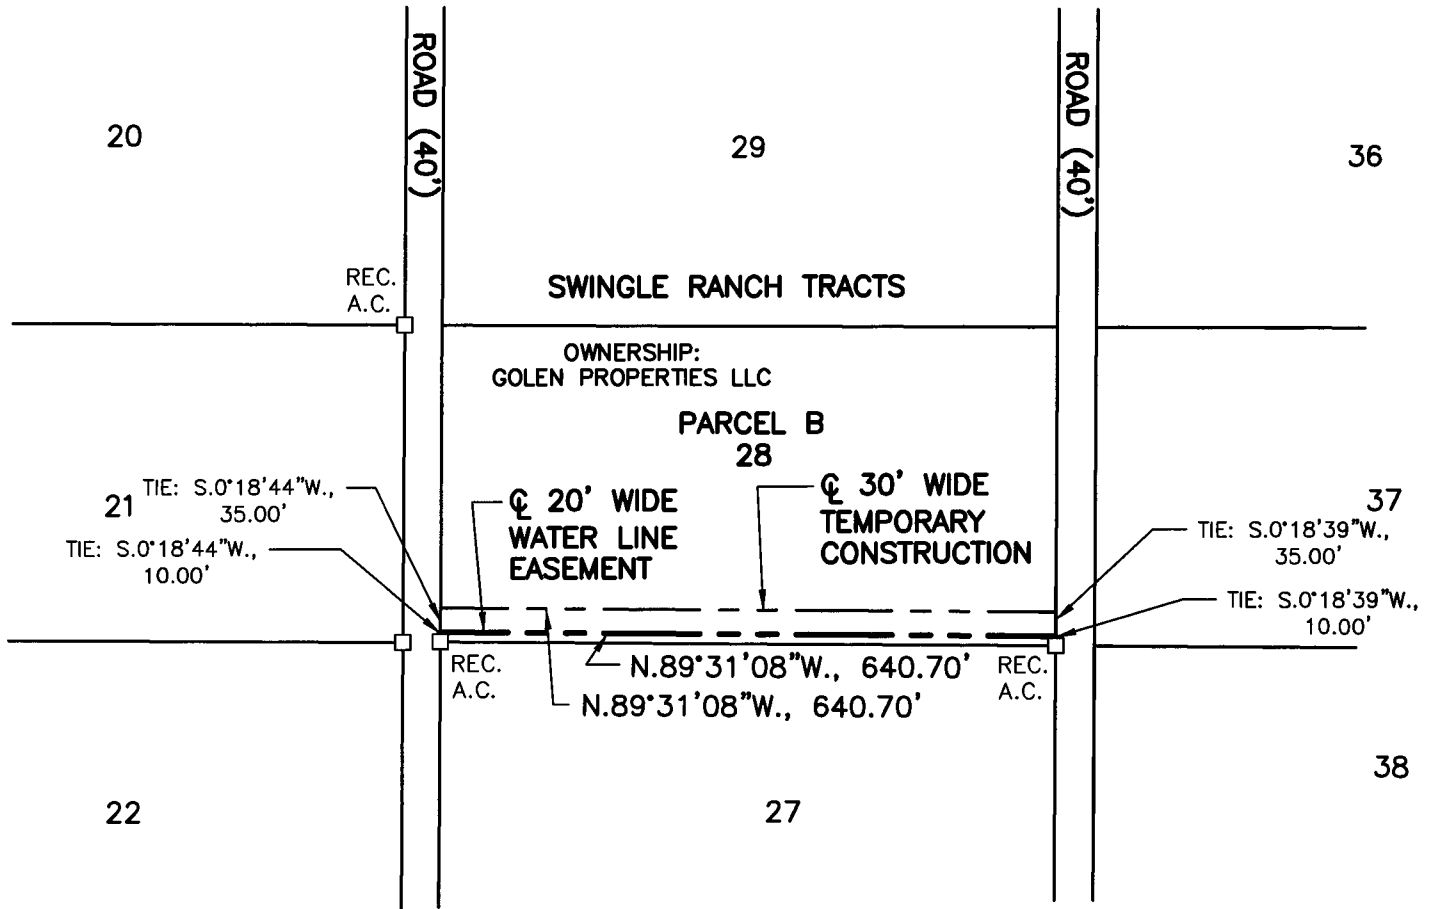 ROAD (40')
ROAD (40')
20
29
36
REC.
A.C.
SWINGLE RANCH TRACTS
OWNERSHIP:
GOLEN PROPERTIES LLC
PARCEL B
28
21
TIE: S.0°18'44"W.,
35.00'
TIE: S.0°18'44"W.,
10.00'
℄ 20' WIDE
WATER LINE
EASEMENT
℄ 30' WIDE
TEMPORARY
CONSTRUCTION
37
TIE: S.0°18'39"W.,
35.00'
TIE: S.0°18'39"W.,
10.00'
REC.
A.C.
N.89°31'08"W., 640.70'
N.89°31'08"W., 640.70'
REC.
A.C.
22
27
38